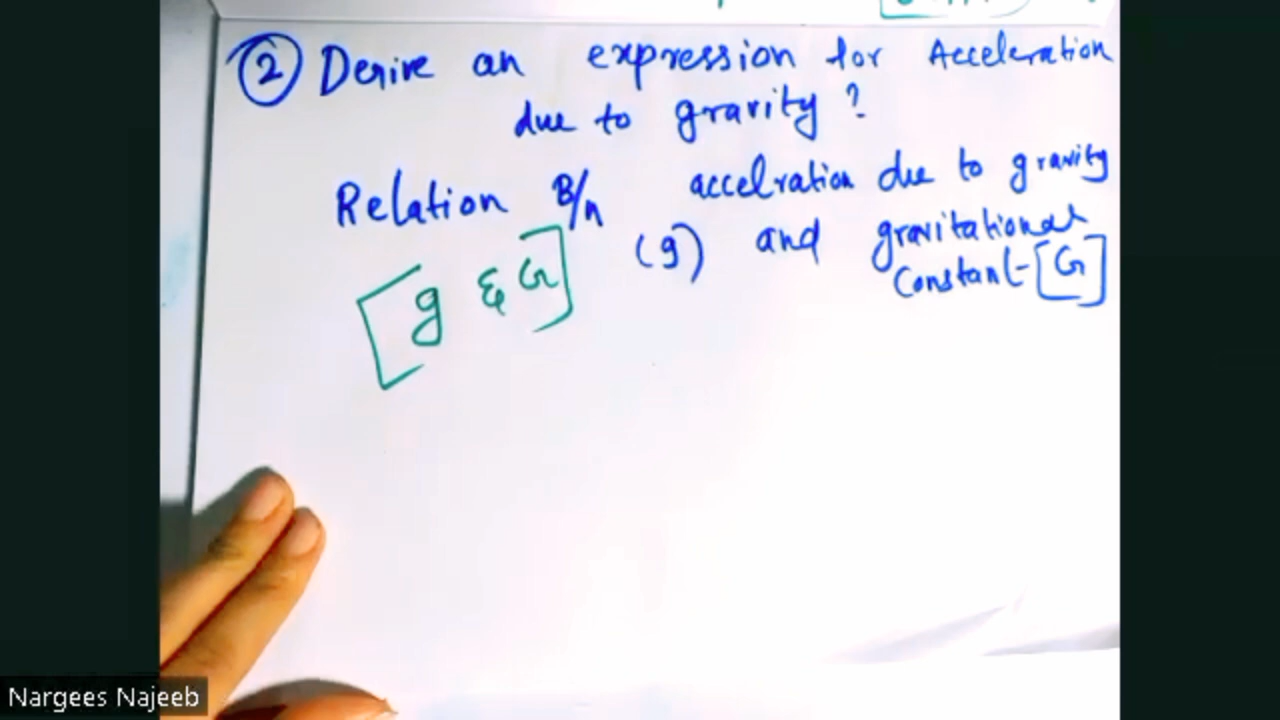 ② Derive an expression for Acceleration
due to gravity ?
Relation B/n accelration due to gravity
(g) and gravitational
constant-[G]
[g & G]
Nargees Najeeb